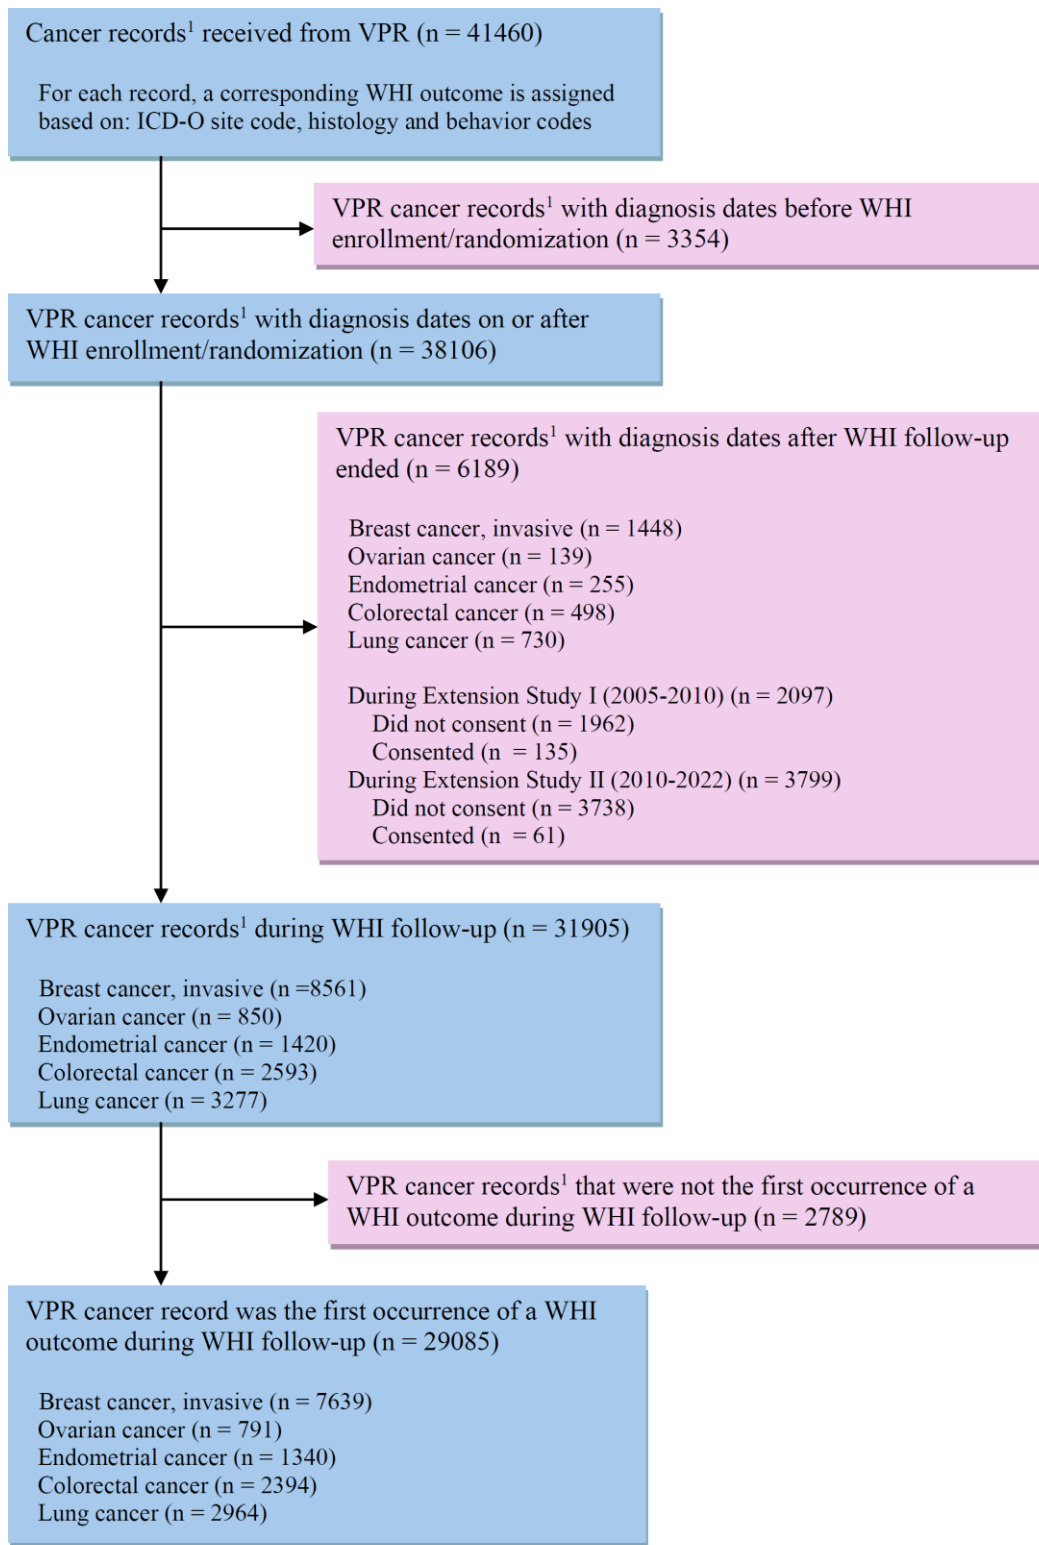 Cancer records¹ received from VPR (n = 41460)
For each record, a corresponding WHI outcome is assigned
based on: ICD-O site code, histology and behavior codes
VPR cancer records¹ with diagnosis dates before WHI
enrollment/randomization (n = 3354)
VPR cancer records¹ with diagnosis dates on or after
WHI enrollment/randomization (n = 38106)
VPR cancer records¹ with diagnosis dates after WHI follow-up
ended (n = 6189)
Breast cancer, invasive (n = 1448)
Ovarian cancer (n = 139)
Endometrial cancer (n = 255)
Colorectal cancer (n = 498)
Lung cancer (n = 730)
During Extension Study I (2005-2010) (n = 2097)
Did not consent (n = 1962)
Consented (n  = 135)
During Extension Study II (2010-2022) (n = 3799)
Did not consent (n = 3738)
Consented (n  = 61)
VPR cancer records¹ during WHI follow-up (n = 31905)
Breast cancer, invasive (n =8561)
Ovarian cancer (n = 850)
Endometrial cancer (n = 1420)
Colorectal cancer (n = 2593)
Lung cancer (n = 3277)
VPR cancer records¹ that were not the first occurrence of a
WHI outcome during WHI follow-up (n = 2789)
VPR cancer record was the first occurrence of a WHI
outcome during WHI follow-up (n = 29085)
Breast cancer, invasive (n = 7639)
Ovarian cancer (n = 791)
Endometrial cancer (n = 1340)
Colorectal cancer (n = 2394)
Lung cancer (n = 2964)